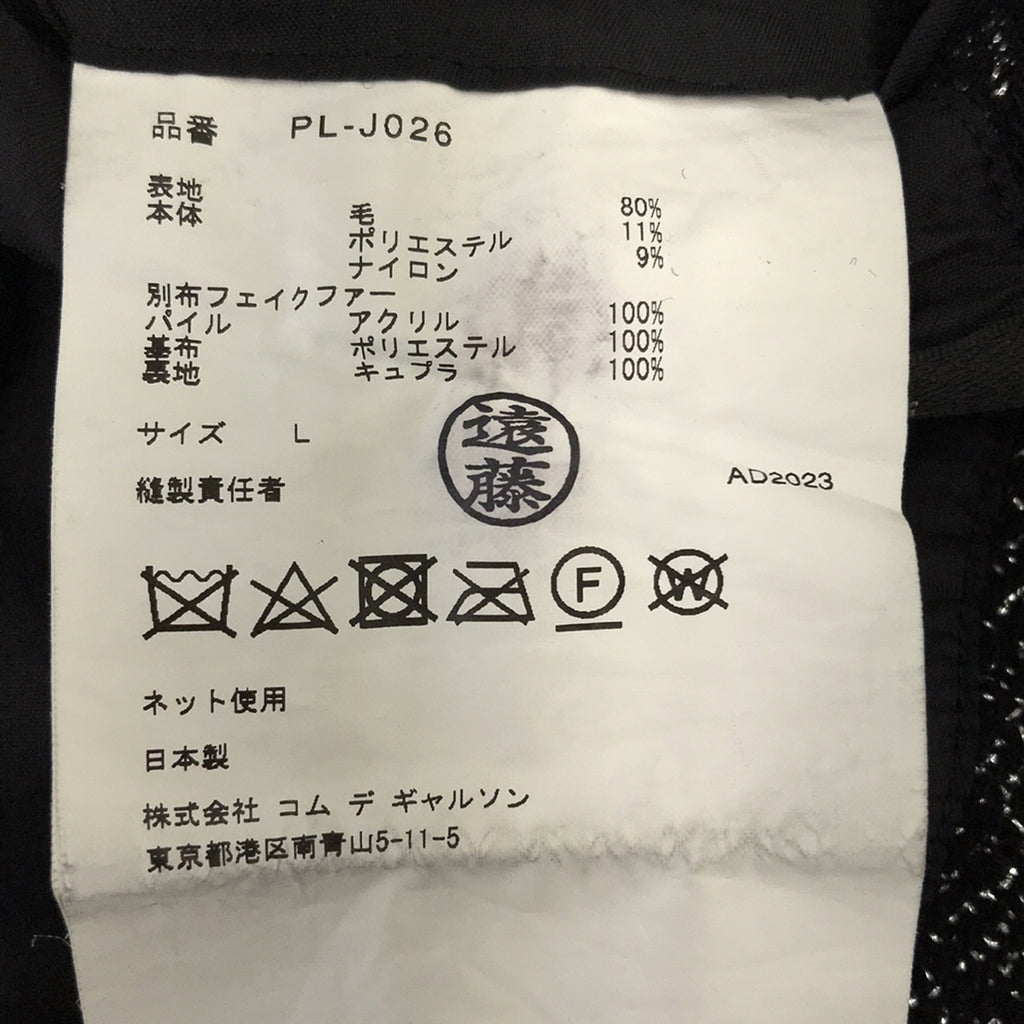 品番 PL-J026
表地
本体 毛 80%
ポリエステル 11%
ナイロン 9%
別布フェイクファー
パイル アクリル 100%
基布 ポリエステル 100%
裏地 キュプラ 100%
サイズ L
遠藤
縫製責任者
AD2023
F
W
ネット使用
日本製
株式会社 コム デ ギャルソン
東京都港区南青山5-11-5